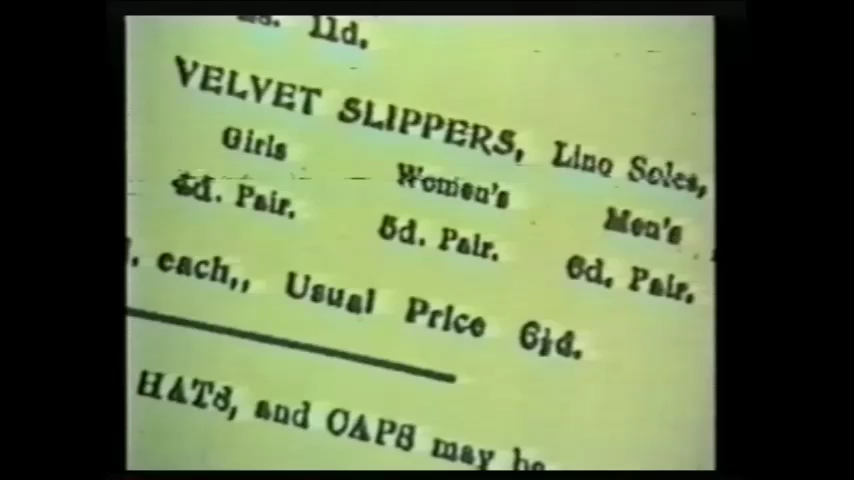 11d.
VELVET SLIPPERS, Lino Soles,
Girls Women's Men's
4d. Pair. 5d. Pair. 6d. Pair.
. each,, Usual Price 6½d.
HATS, and CAPS may be